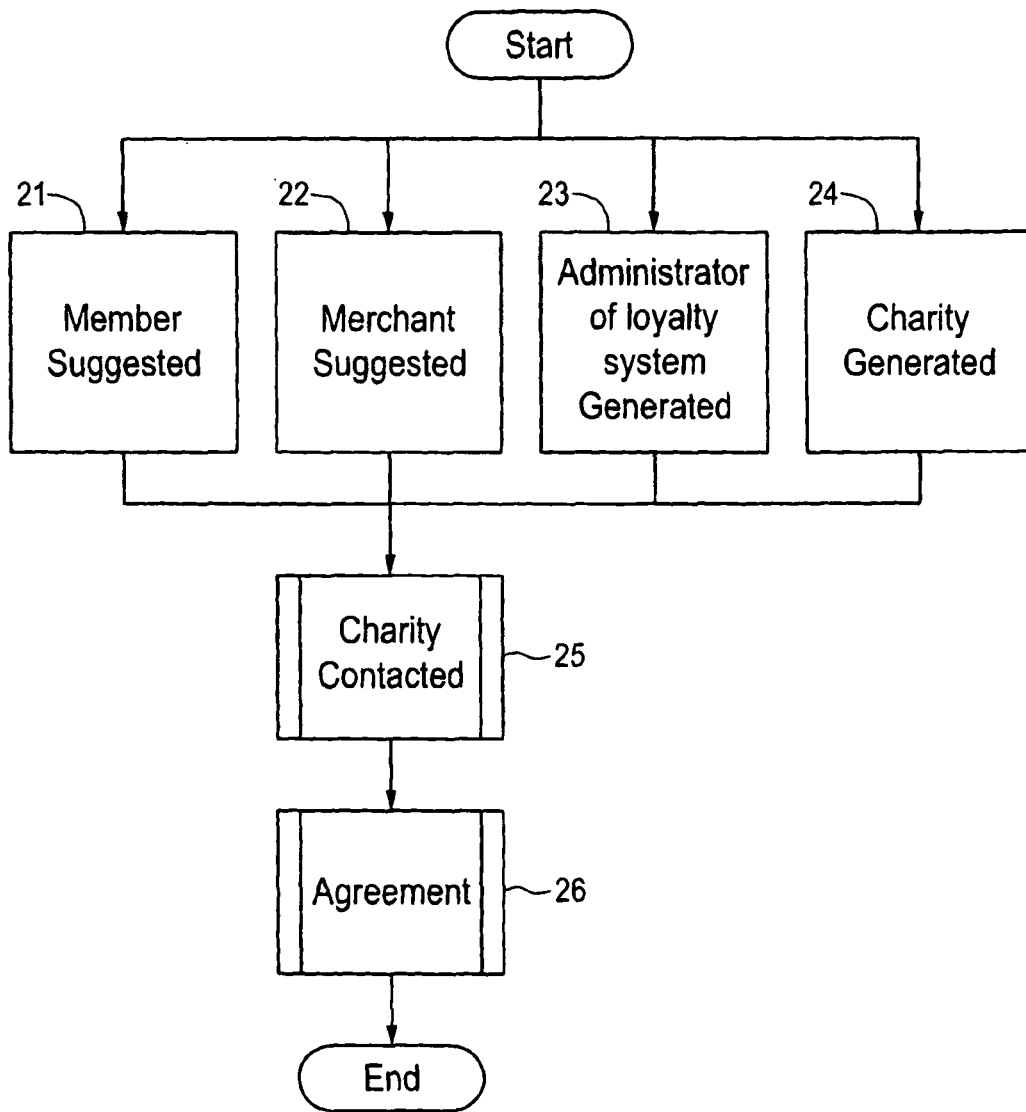 Start
21
22
23
24
Member
Suggested
Merchant
Suggested
Administrator
of loyalty
system
Generated
Charity
Generated
Charity
Contacted
25
Agreement
26
End